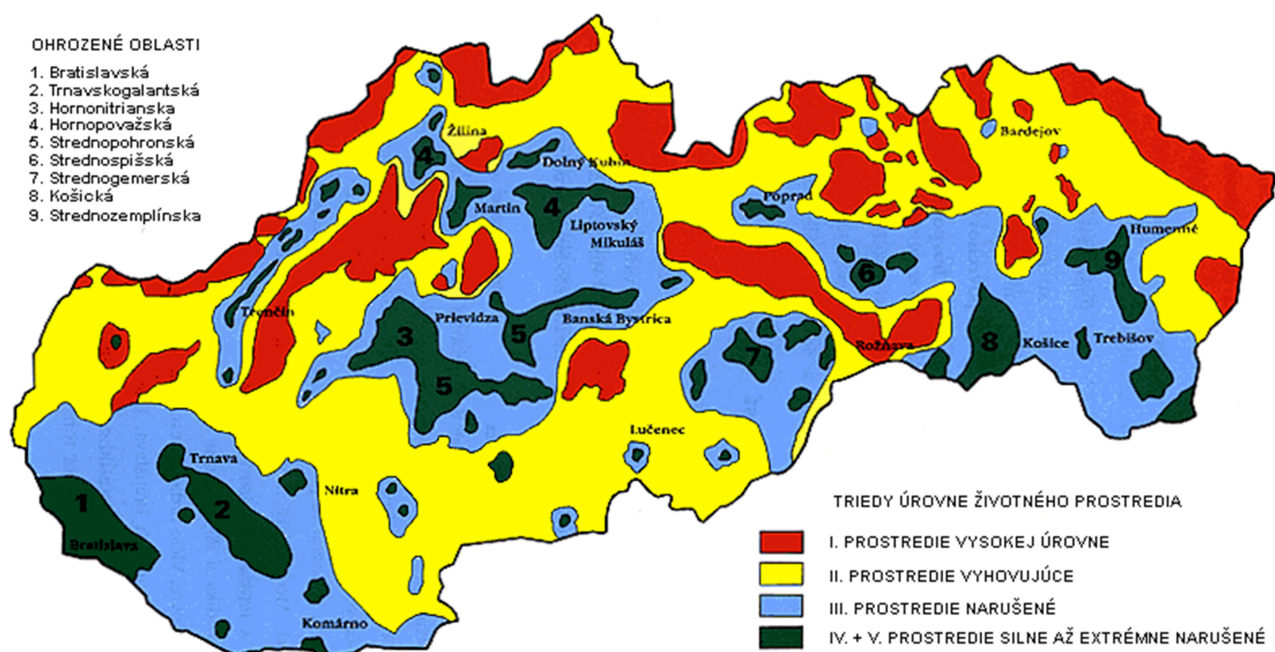 OHROZENÉ OBLASTI
1. Bratislavská
2. Trnavskogalantská
3. Hornonitrianska
4. Hornopovažská
5. Strednopohronská
6. Strednospišská
7. Strednogemerská
8. Košická
9. Strednozemplínska
Žilina
Bardejov
4
Dolný Kubín
Poprad
Martin
4
Liptovský
Mikuláš
Humenné
9
6
Trenčín
Prievidza
5
Banská Bystrica
3
Rožňava
8
Košice
Trebišov
7
5
Lučenec
Trnava
Nitra
1
2
Bratislava
Komárno
TRIEDY ÚROVNE ŽIVOTNÉHO PROSTREDIA
I. PROSTREDIE VYSOKEJ ÚROVNE
II. PROSTREDIE VYHOVUJÚCE
III. PROSTREDIE NARUŠENÉ
IV. + V. PROSTREDIE SILNE AŽ EXTRÉMNE NARUŠENÉ